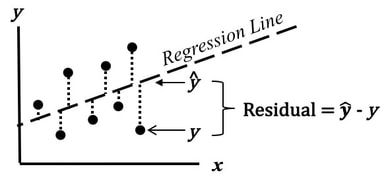 y
Regression Line
ŷ
Residual = ŷ - y
y
x